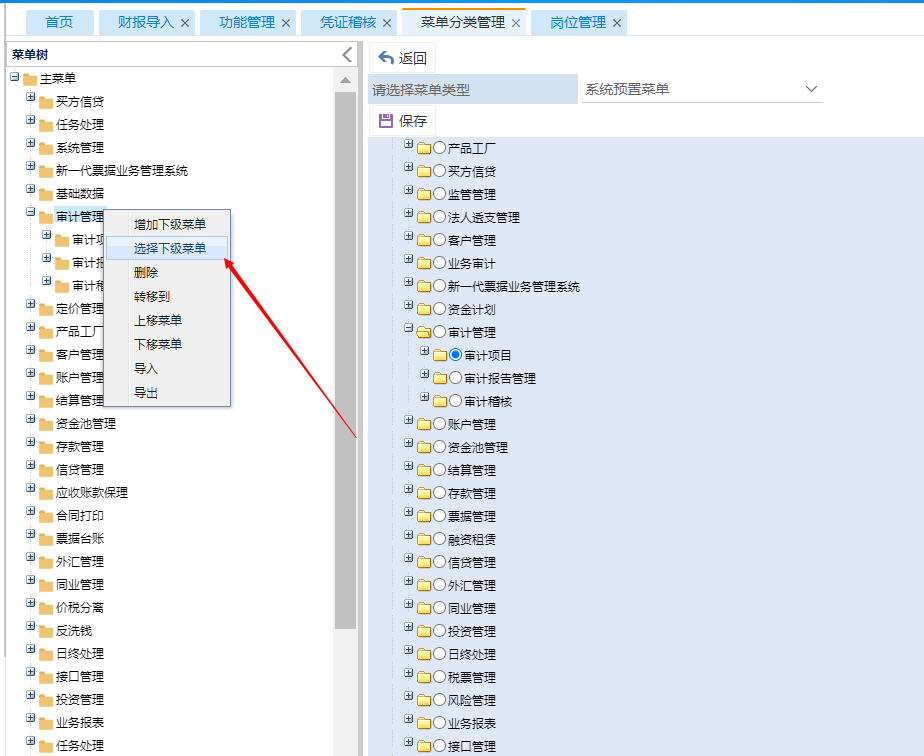 首页 财报导入 功能管理 凭证稽核 菜单分类管理 岗位管理
菜单树
主菜单
买方信贷
任务处理
系统管理
新一代票据业务管理系统
基础数据
审计管理
审计项
审计报
审计稽
定价管理
产品工厂
客户管理
账户管理
结算管理
资金池管理
存款管理
信贷管理
应收账款保理
合同打印
票据台账
外汇管理
同业管理
价税分离
反洗钱
日终处理
接口管理
投资管理
业务报表
任务处理
增加下级菜单
选择下级菜单
删除
转移到
上移菜单
下移菜单
导入
导出
返回
请选择菜单类型 系统预置菜单
保存
产品工厂
买方信贷
监管管理
法人透支管理
客户管理
业务审计
新一代票据业务管理系统
资金计划
审计管理
审计项目
审计报告管理
审计稽核
账户管理
资金池管理
结算管理
存款管理
票据管理
融资租赁
信贷管理
外汇管理
同业管理
投资管理
日终处理
税票管理
风险管理
业务报表
接口管理